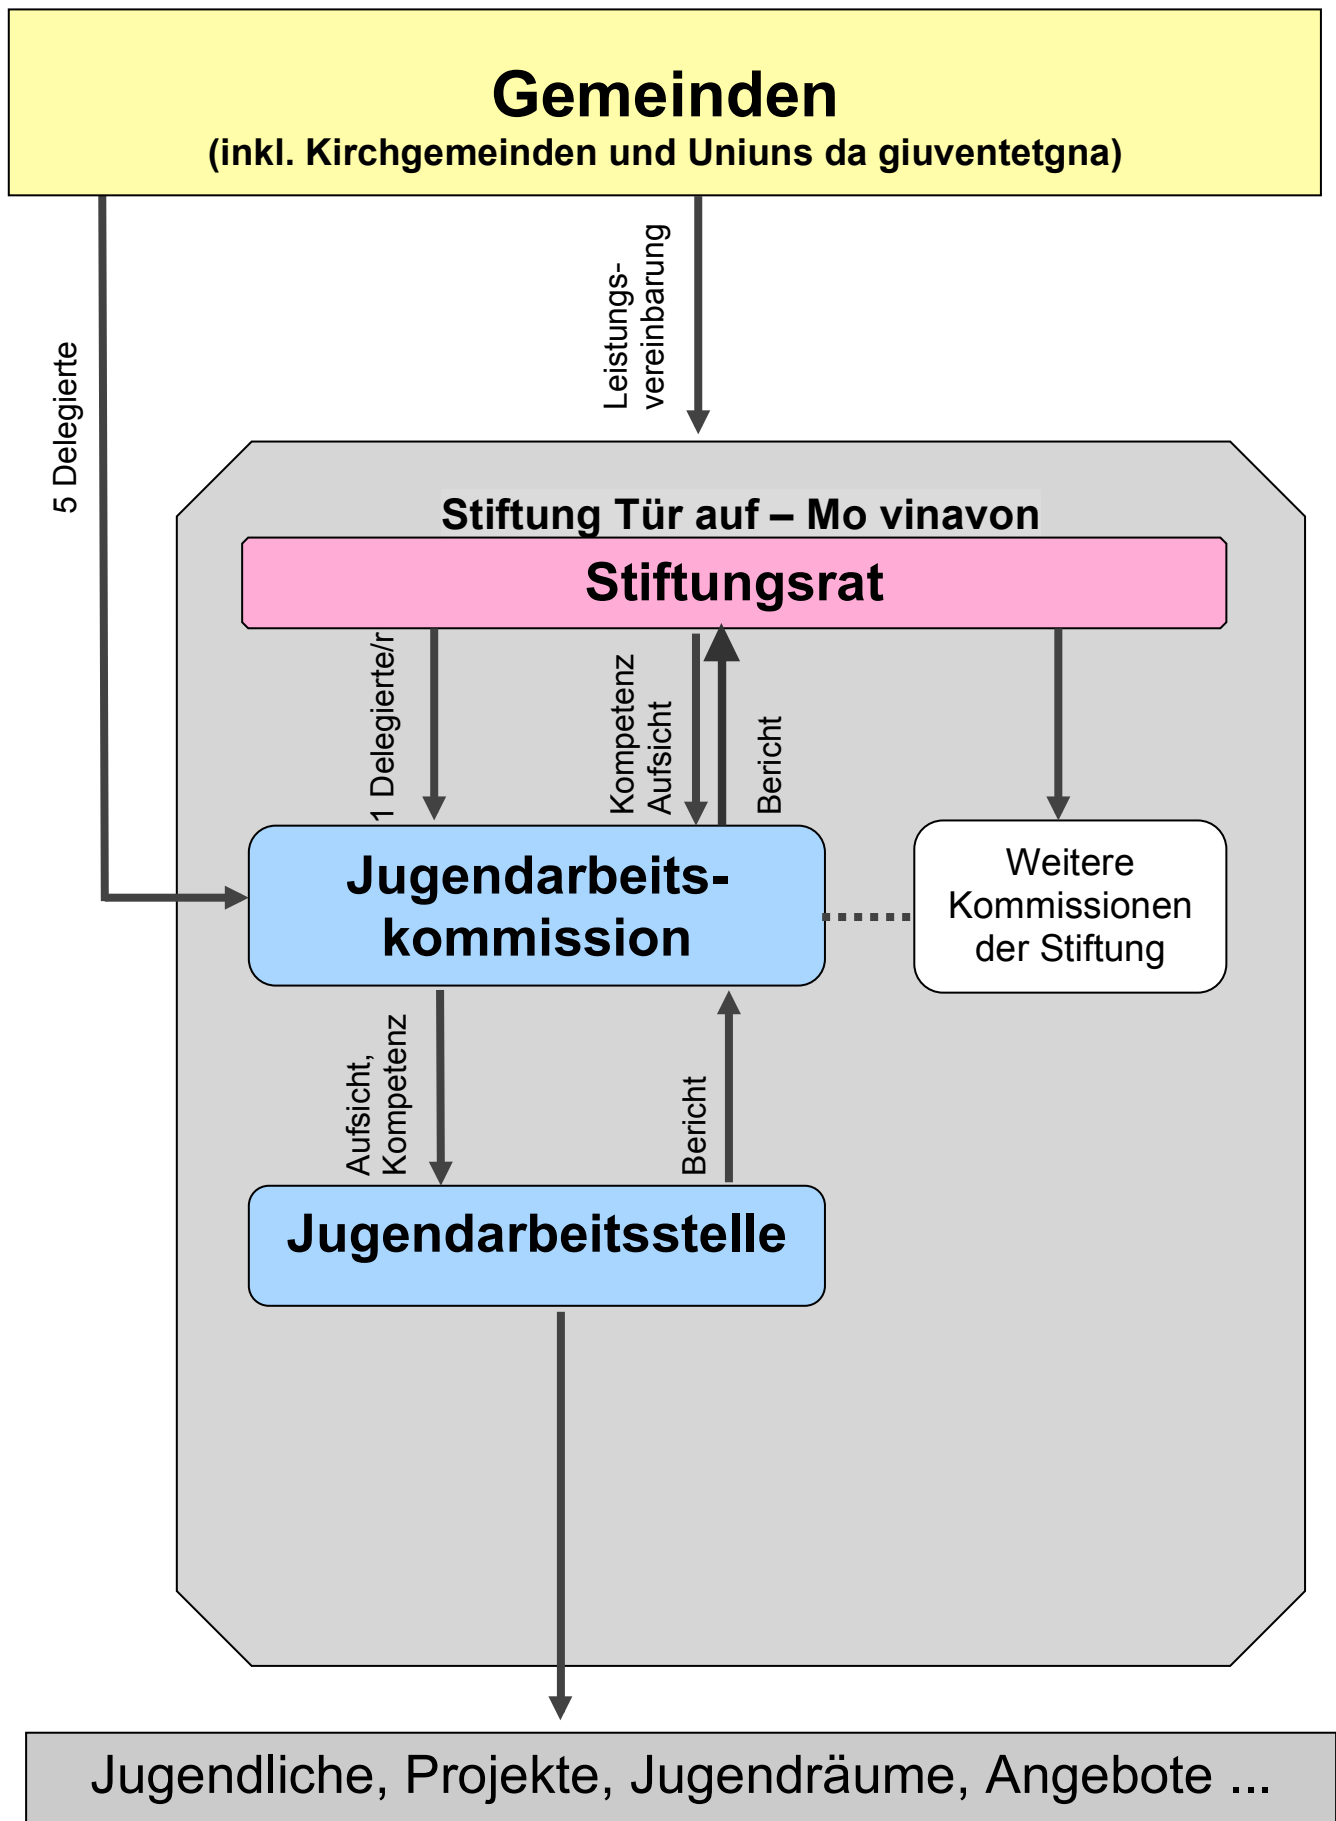 Gemeinden
(inkl. Kirchgemeinden und Uniuns da giuventetgna)
5 Delegierte
Leistungs-
vereinbarung
Stiftung Tür auf – Mo vinavon
Stiftungsrat
1 Delegierte/r
Kompetenz
Aufsicht
Bericht
Jugendarbeits-
kommission
Weitere
Kommissionen
der Stiftung
Aufsicht,
Kompetenz
Bericht
Jugendarbeitsstelle
Jugendliche, Projekte, Jugendräume, Angebote ...